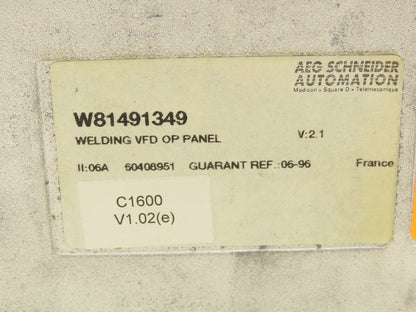 AEG SCHNEIDER
AUTOMATION
Modicon • Square D • Telemecanique
W81491349
WELDING VFD OP PANEL V:2.1
II:06A 60408951 GUARANT REF.:06-96 France
C1600
V1.02(e)